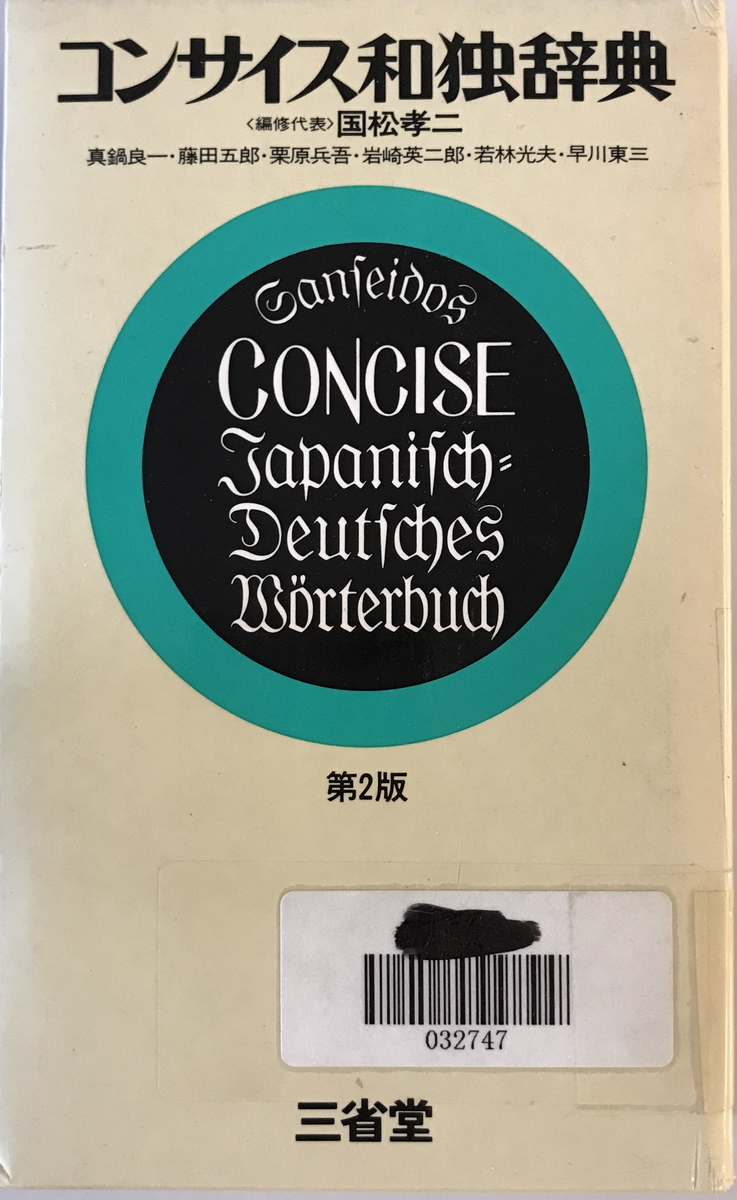 コンサイス和独辞典
〈編修代表〉国松孝二
真鍋良一・藤田五郎・栗原兵吾・岩崎英二郎・若林光夫・早川東三
Sanſeidos
CONCISE
Japaniſch=
Deutſches
Wörterbuch
第2版
032747
三省堂